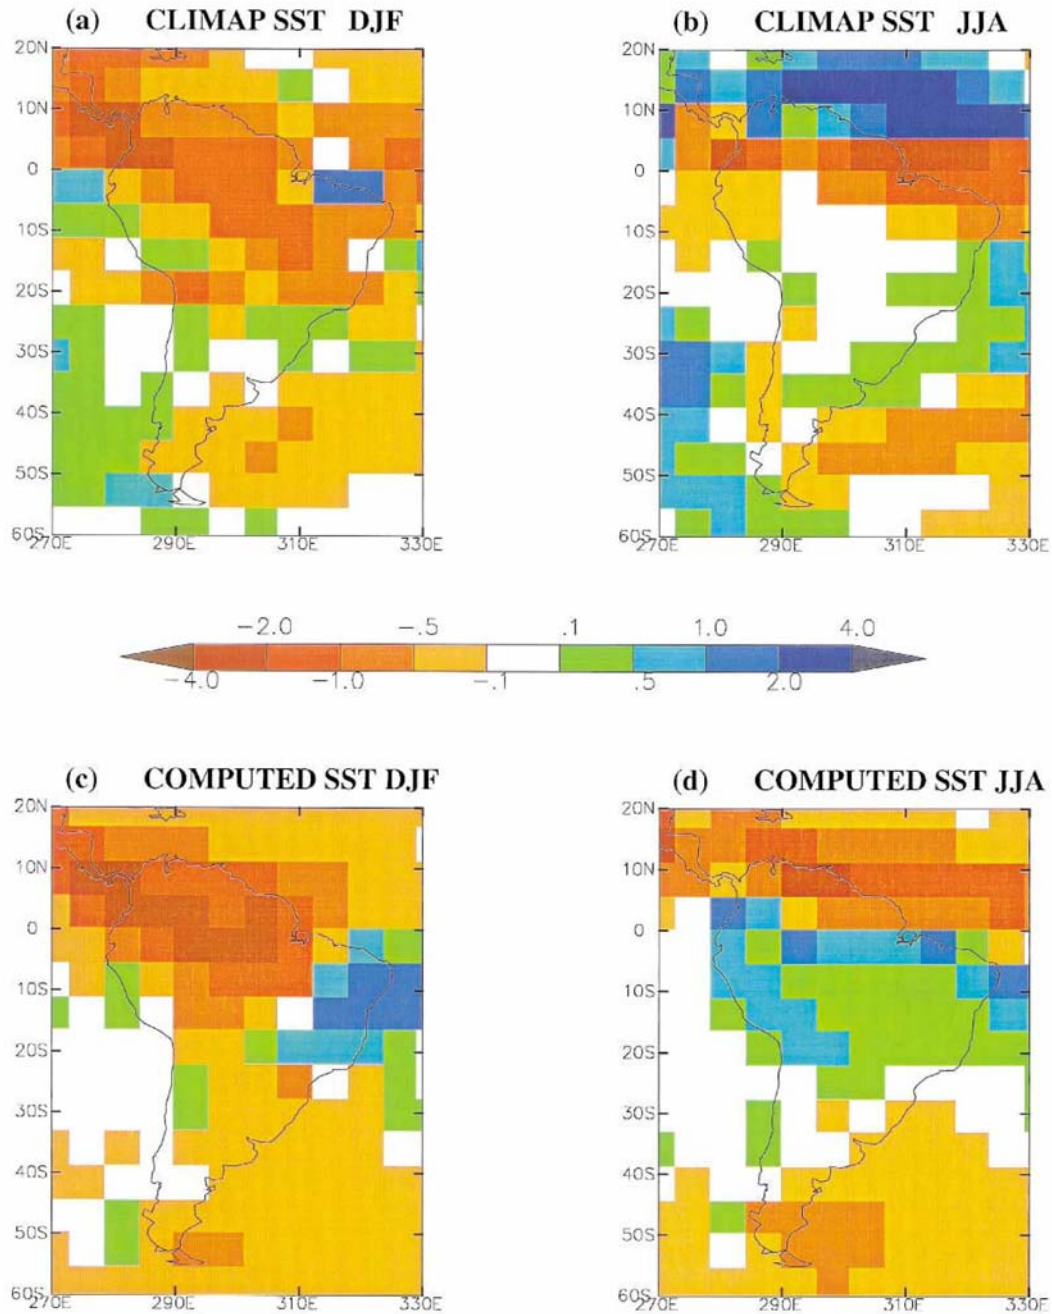 (a) CLIMAP SST DJF
20N
10N
0
10S
20S
30S
40S
50S
60S
270E 290E 310E 330E
(b) CLIMAP SST JJA
20N
10N
0
10S
20S
30S
40S
50S
60S
270E 290E 310E 330E
−2.0 −.5 .1 1.0 4.0
−4.0 −1.0 −.1 .5 2.0
(c) COMPUTED SST DJF
20N
10N
0
10S
20S
30S
40S
50S
60S
270E 290E 310E 330E
(d) COMPUTED SST JJA
20N
10N
0
10S
20S
30S
40S
50S
60S
270E 290E 310E 330E